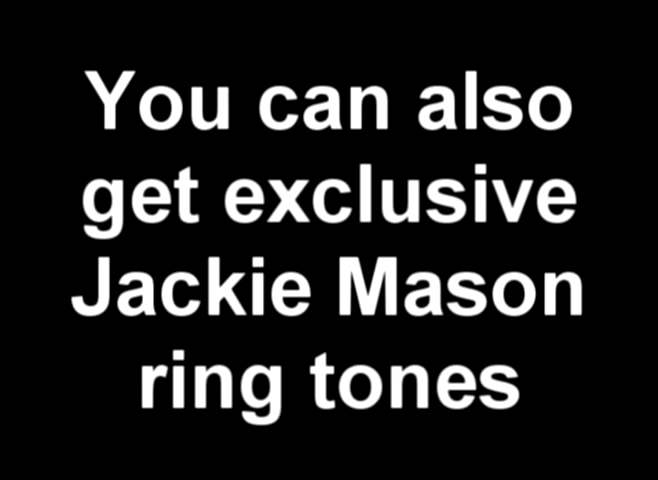 You can also
get exclusive
Jackie Mason
ring tones